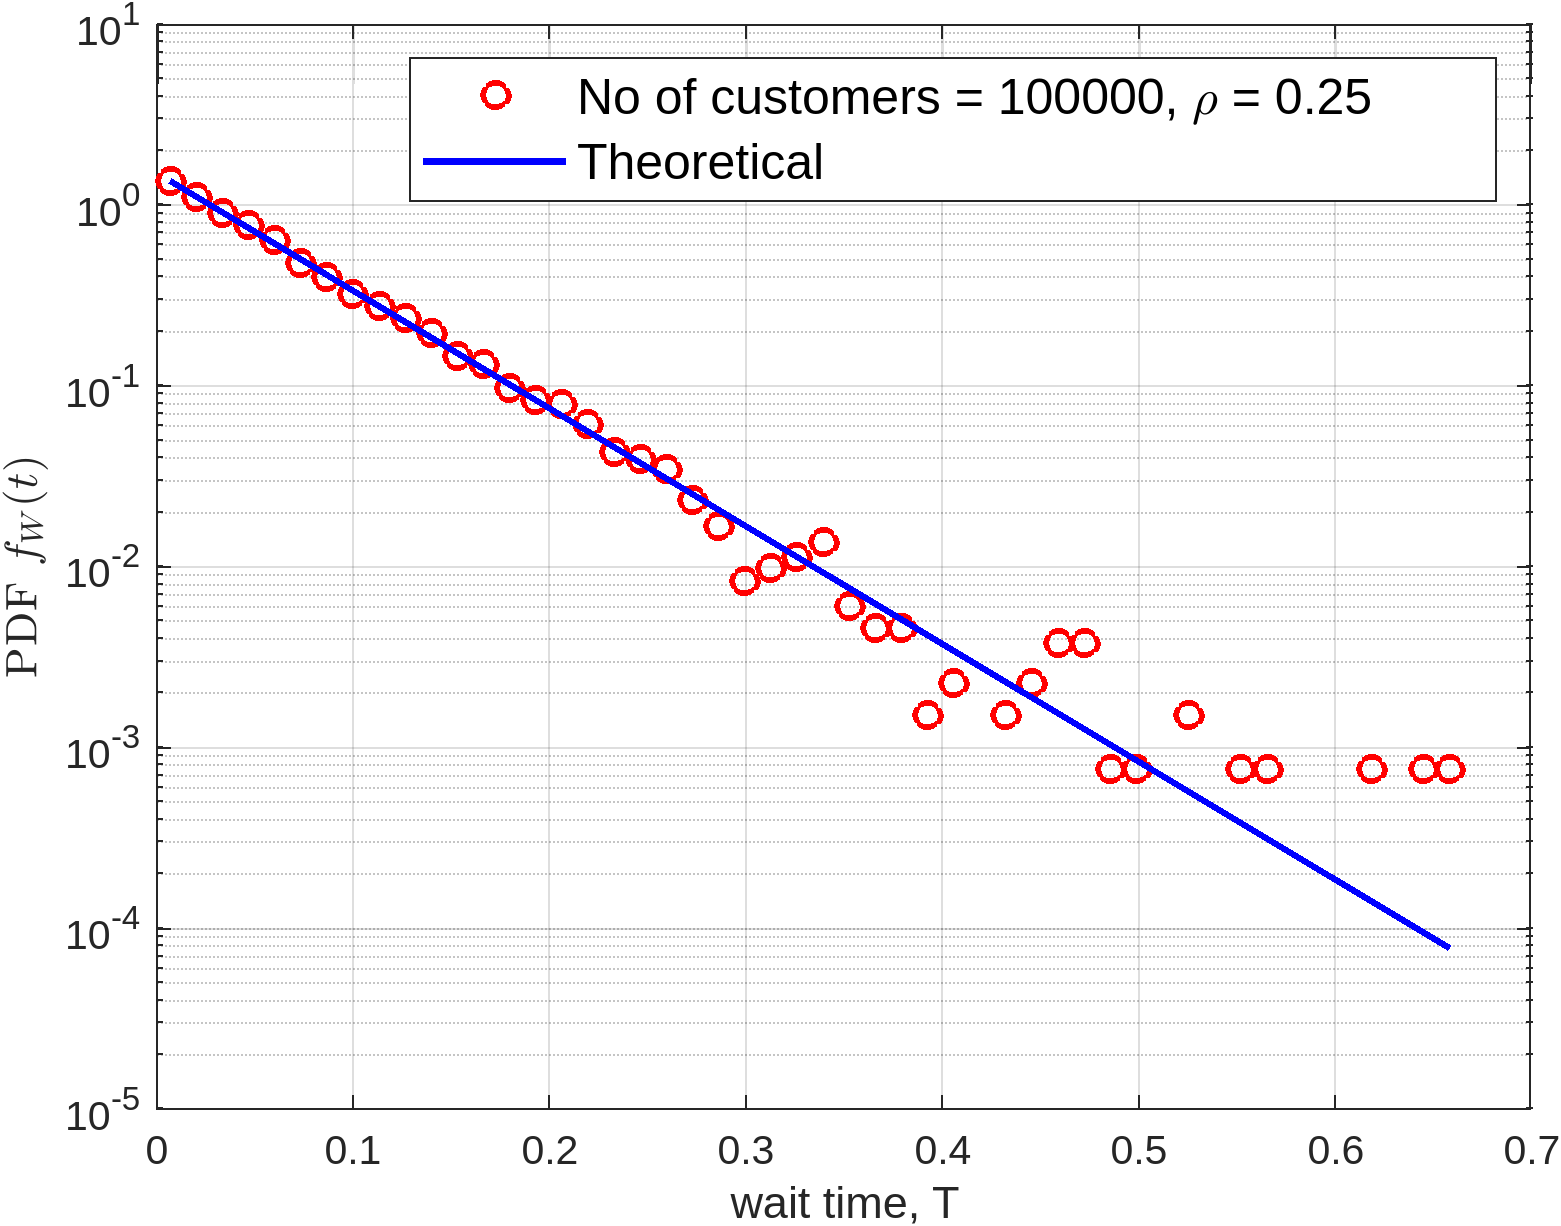 10^1
10^0
10^-1
10^-2
10^-3
10^-4
10^-5
PDF f_W(t)
No of customers = 100000, ρ = 0.25
Theoretical
0 0.1 0.2 0.3 0.4 0.5 0.6 0.7
wait time, T